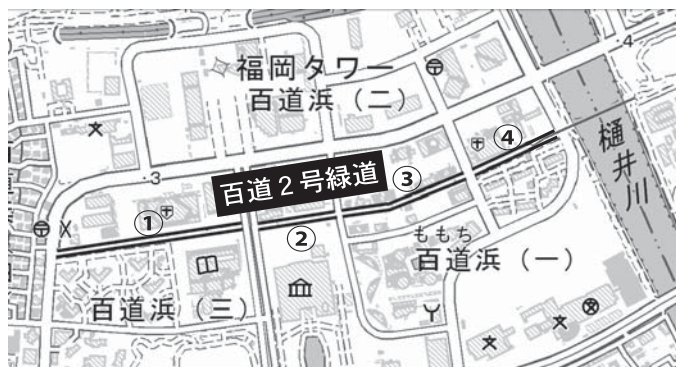 福岡タワー
百道浜(二)
4
樋井川
④
百道2号緑道
③
3
①
②
ももち
百道浜(一)
百道浜(三)